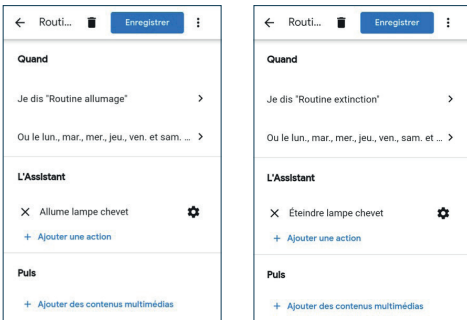 Routi...
Enregistrer
Quand
Je dis "Routine allumage"
Ou le lun., mar., mer., jeu., ven. et sam. ...
L'Assistant
Allume lampe chevet
+ Ajouter une action
Puis
+ Ajouter des contenus multimédias
Routi...
Enregistrer
Quand
Je dis "Routine extinction"
Ou le lun., mar., mer., jeu., ven., sam. et ...
L'Assistant
Éteindre lampe chevet
+ Ajouter une action
Puis
+ Ajouter des contenus multimédias